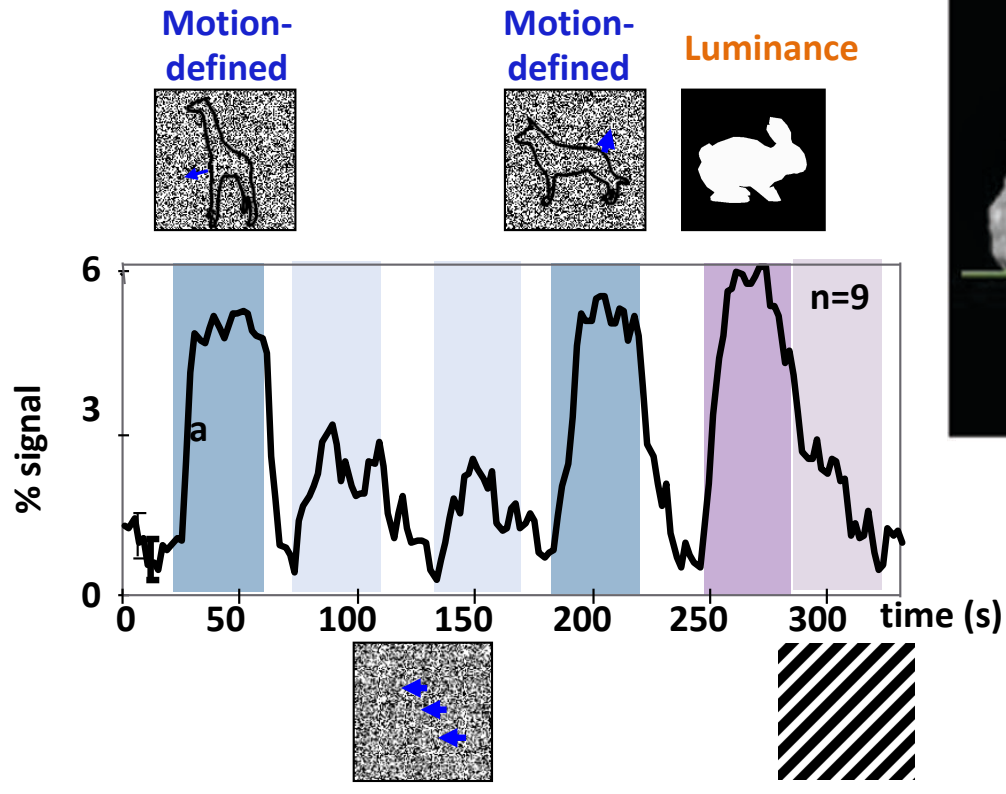 Motion-
defined
Motion-
defined
Luminance
6
n=9
3
a
% signal
0
0
50
100
150
200
250
300
time (s)